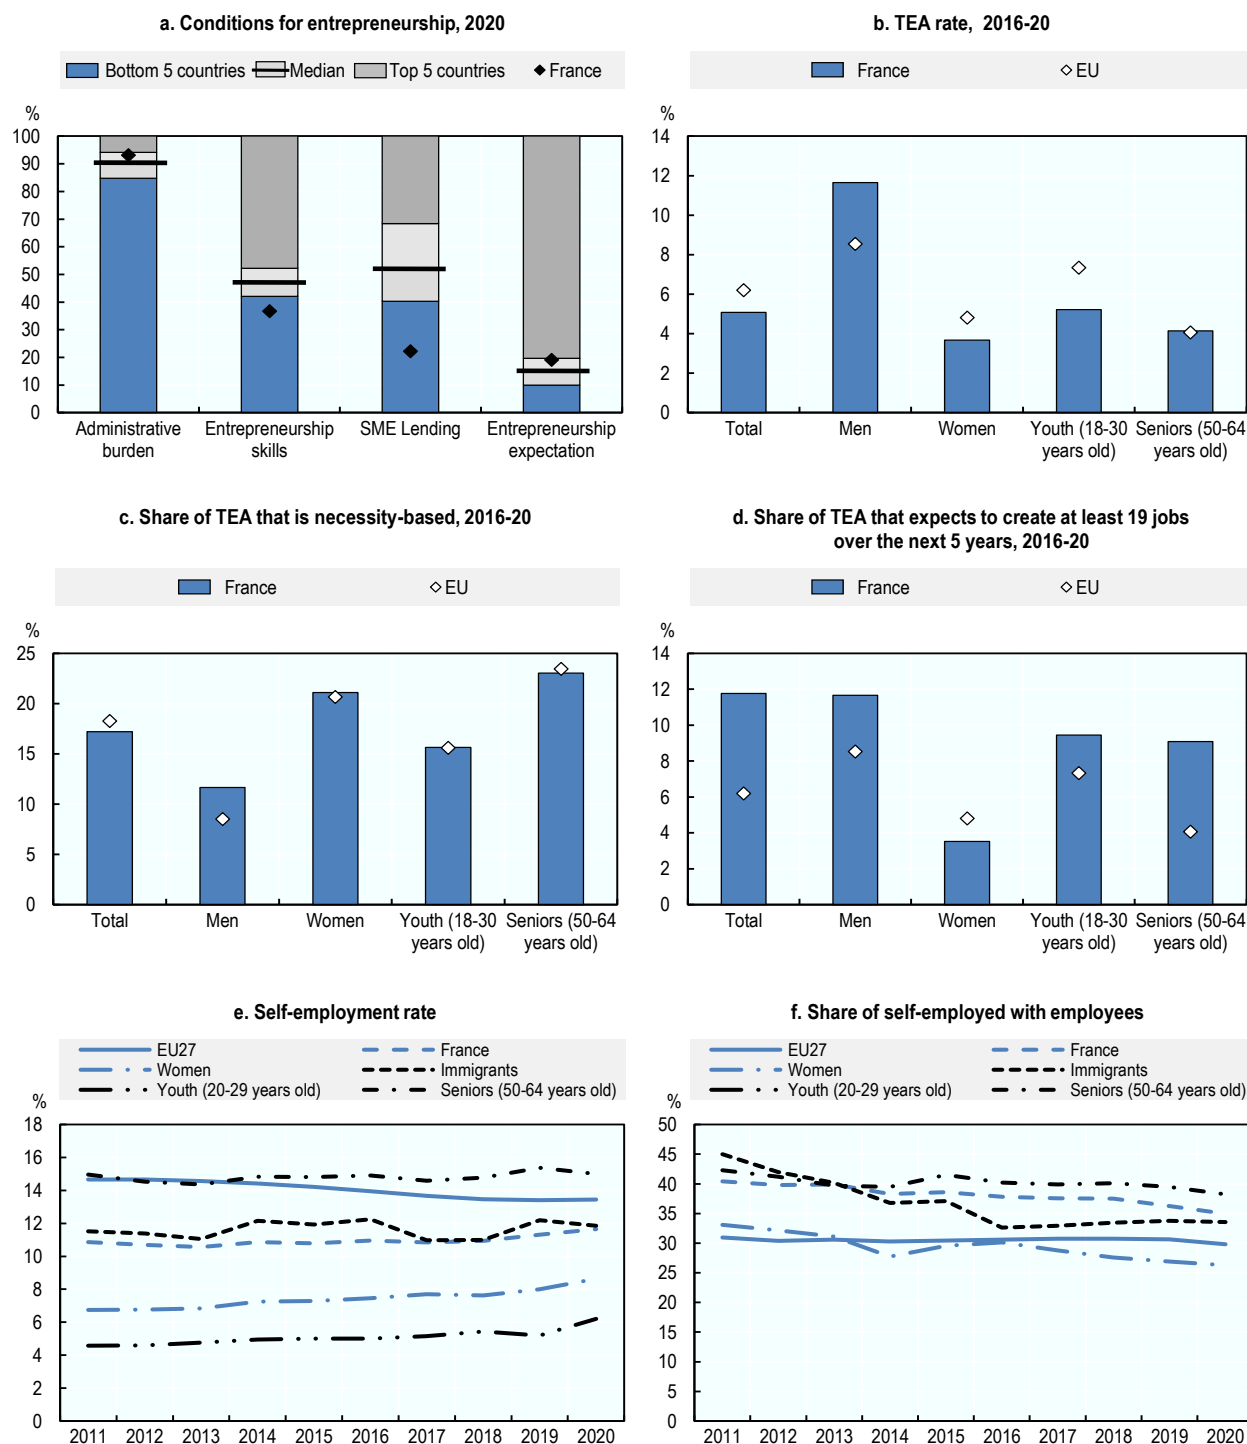 a. Conditions for entrepreneurship, 2020
Bottom 5 countries Median Top 5 countries France
%
100
90
80
70
60
50
40
30
20
10
0
Administrative burden
Entrepreneurship skills
SME Lending
Entrepreneurship expectation
b. TEA rate, 2016-20
France EU
%
14
12
10
8
6
4
2
0
Total
Men
Women
Youth (18-30 years old)
Seniors (50-64 years old)
c. Share of TEA that is necessity-based, 2016-20
France EU
%
25
20
15
10
5
0
Total
Men
Women
Youth (18-30 years old)
Seniors (50-64 years old)
d. Share of TEA that expects to create at least 19 jobs
over the next 5 years, 2016-20
France EU
%
14
12
10
8
6
4
2
0
Total
Men
Women
Youth (18-30 years old)
Seniors (50-64 years old)
e. Self-employment rate
EU27 France
Women Immigrants
Youth (20-29 years old) Seniors (50-64 years old)
%
18
16
14
12
10
8
6
4
2
0
2011 2012 2013 2014 2015 2016 2017 2018 2019 2020
f. Share of self-employed with employees
EU27 France
Women Immigrants
Youth (20-29 years old) Seniors (50-64 years old)
%
50
45
40
35
30
25
20
15
10
5
0
2011 2012 2013 2014 2015 2016 2017 2018 2019 2020